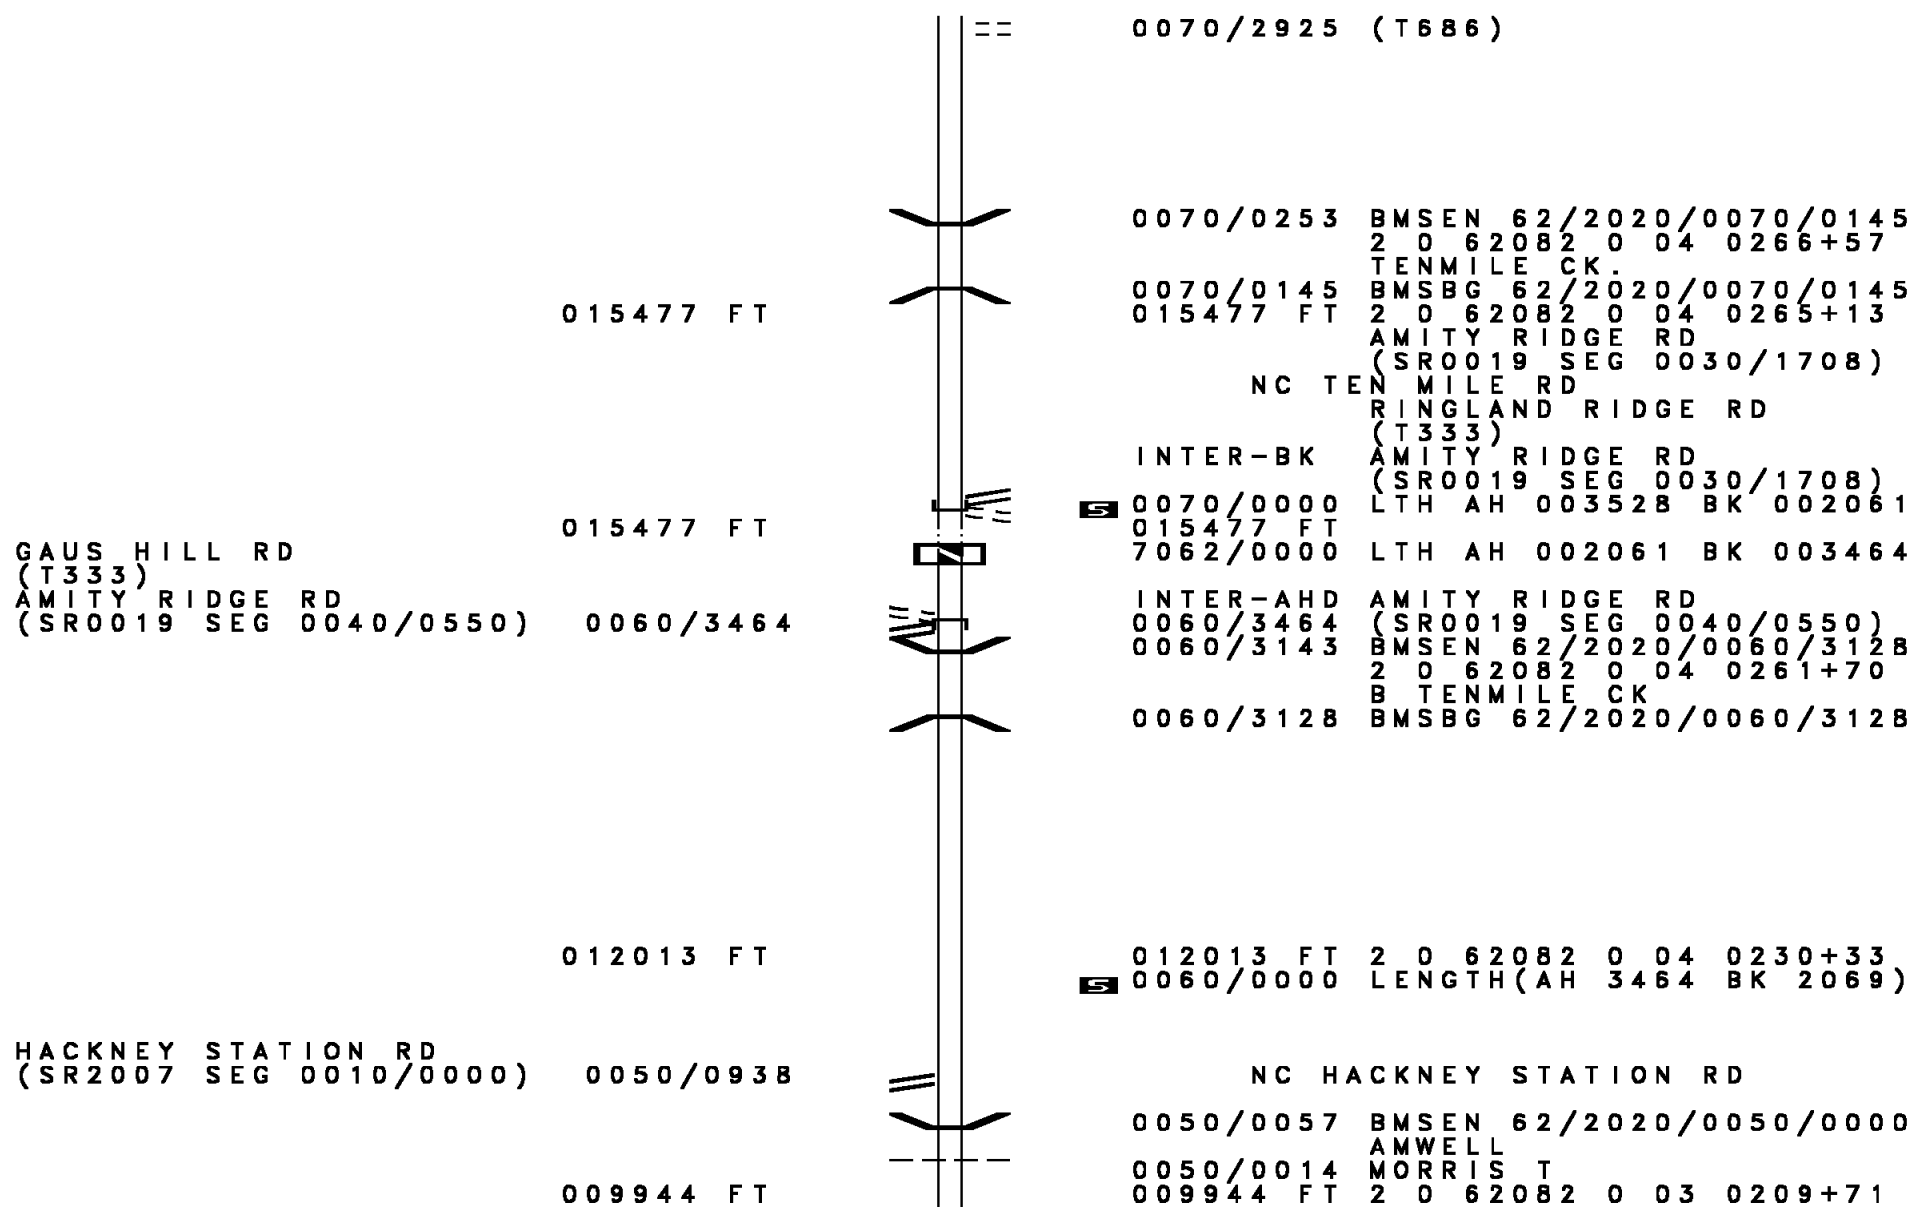 0070/2925 (T686)
0070/0253 BMSEN 62/2020/0070/0145
2 0 62082 0 04 0266+57
TENMILE CK.
0070/0145 BMSBG 62/2020/0070/0145
015477 FT 015477 FT 2 0 62082 0 04 0265+13
AMITY RIDGE RD
(SR0019 SEG 0030/1708)
NC TEN MILE RD
RINGLAND RIDGE RD
(T333)
INTER-BK AMITY RIDGE RD
(SR0019 SEG 0030/1708)
S 0070/0000 LTH AH 003528 BK 002061
015477 FT 015477 FT
GAUS HILL RD 7062/0000 LTH AH 002061 BK 003464
(T333)
AMITY RIDGE RD INTER-AHD AMITY RIDGE RD
(SR0019 SEG 0040/0550) 0060/3464 0060/3464 (SR0019 SEG 0040/0550)
0060/3143 BMSEN 62/2020/0060/3128
2 0 62082 0 04 0261+70
B TENMILE CK
0060/3128 BMSBG 62/2020/0060/3128
012013 FT 012013 FT 2 0 62082 0 04 0230+33
S 0060/0000 LENGTH(AH 3464 BK 2069)
HACKNEY STATION RD
(SR2007 SEG 0010/0000) 0050/0938 NC HACKNEY STATION RD
0050/0057 BMSEN 62/2020/0050/0000
AMWELL
0050/0014 MORRIS T
009944 FT 009944 FT 2 0 62082 0 03 0209+71